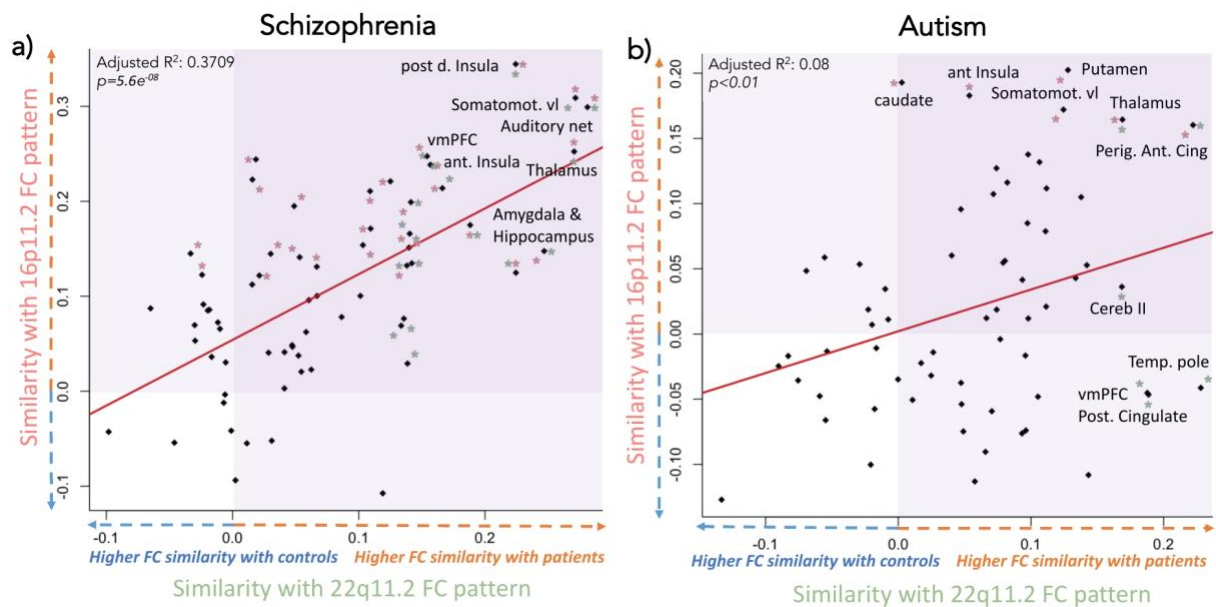 Schizophrenia
a)
Adjusted R²: 0.3709
p=5.6e⁻⁰⁸
post d. Insula
Somatomot. vl
Auditory net
vmPFC
ant. Insula
Thalamus
Amygdala &
Hippocampus
Similarity with 16p11.2 FC pattern
0.3
0.2
0.1
0.0
-0.1
-0.1
0.0
0.1
0.2
Higher FC similarity with controls
Higher FC similarity with patients
Similarity with 22q11.2 FC pattern
Autism
b)
Adjusted R²: 0.08
p<0.01
ant Insula
Putamen
caudate
Somatomot. vl
Thalamus
Perig. Ant. Cing
Cereb II
Temp. pole
vmPFC
Post. Cingulate
Similarity with 16p11.2 FC pattern
0.20
0.15
0.10
0.05
0.00
-0.05
-0.10
-0.1
0.0
0.1
0.2
Higher FC similarity with controls
Higher FC similarity with patients
Similarity with 22q11.2 FC pattern